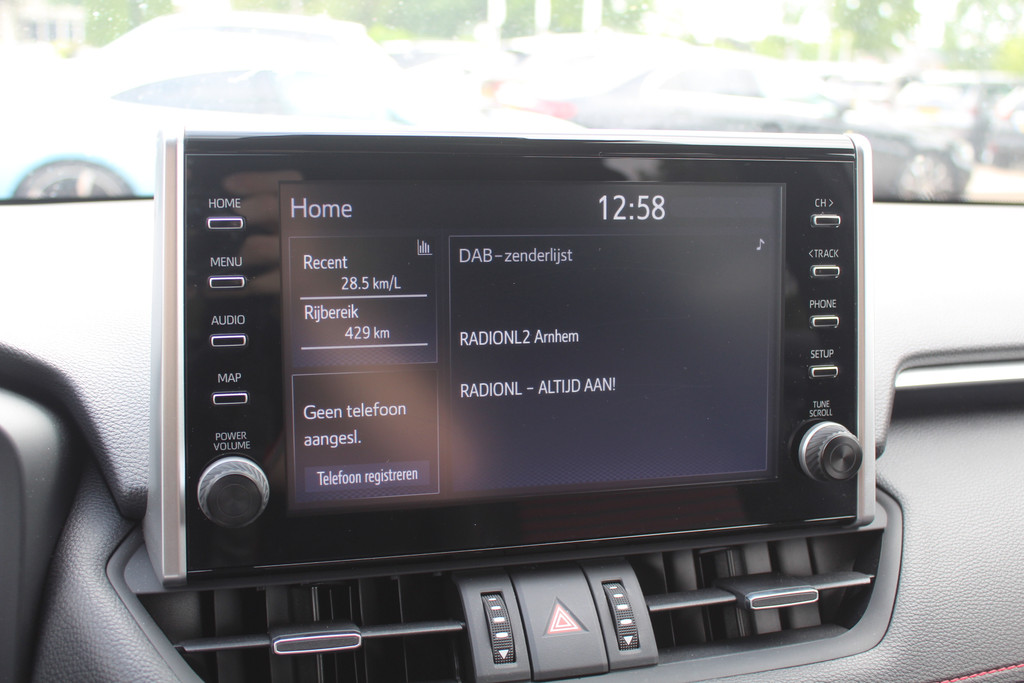 HOME
MENU
AUDIO
MAP
POWER
VOLUME
Home
12:58
Recent
28.5 km/L
Rijbereik
429 km
Geen telefoon
aangesl.
Telefoon registreren
DAB-zenderlijst
RADIONL2 Arnhem
RADIONL - ALTIJD AAN!
CH >
< TRACK
PHONE
SETUP
TUNE
SCROLL